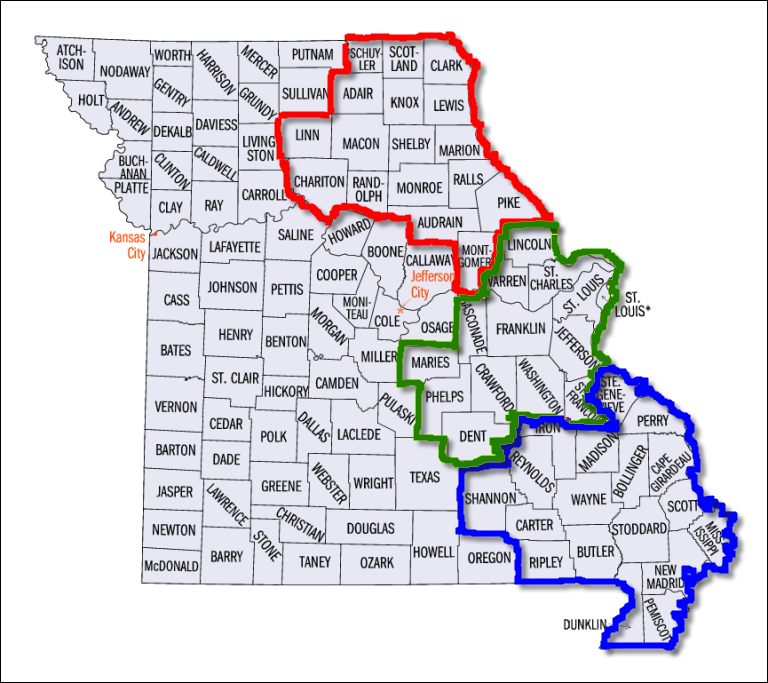 ATCH-
ISON
NODAWAY
WORTH
HARRISON
MERCER
PUTNAM
SCHUY-
LER
SCOT-
LAND
CLARK
HOLT
ANDREW
GENTRY
GRUNDY
SULLIVAN
ADAIR
KNOX
LEWIS
DEKALB
DAVIESS
LIVING
STON
LINN
MACON
SHELBY
MARION
BUCH-
ANAN
CLINTON
CALDWELL
PLATTE
CLAY
RAY
CARROLL
CHARITON
RAND-
OLPH
MONROE
RALLS
PIKE
Kansas
City
JACKSON
LAFAYETTE
SALINE
HOWARD
BOONE
AUDRAIN
CALLAWAY
MONT-
GOMERY
LINCOLN
Jefferson
City
WARREN
ST.
CHARLES
ST. LOUIS
ST.
LOUIS*
CASS
JOHNSON
PETTIS
COOPER
MONI-
TEAU
COLE
OSAGE
GASCONADE
FRANKLIN
JEFFERSON
BATES
HENRY
BENTON
MORGAN
MILLER
MARIES
ST. CLAIR
HICKORY
CAMDEN
PULASKI
PHELPS
CRAWFORD
WASHINGTON
ST.
FRANCOIS
STE.
GENE-
VIEVE
PERRY
VERNON
CEDAR
POLK
DALLAS
LACLEDE
DENT
IRON
REYNOLDS
MADISON
BOLLINGER
CAPE
GIRARDEAU
BARTON
DADE
GREENE
WEBSTER
WRIGHT
TEXAS
SHANNON
WAYNE
SCOTT
JASPER
LAWRENCE
CHRISTIAN
DOUGLAS
CARTER
STODDARD
MISS-
ISSIPPI
NEWTON
STONE
HOWELL
OREGON
RIPLEY
BUTLER
McDONALD
BARRY
TANEY
OZARK
NEW
MADRID
DUNKLIN
PEMISCOT